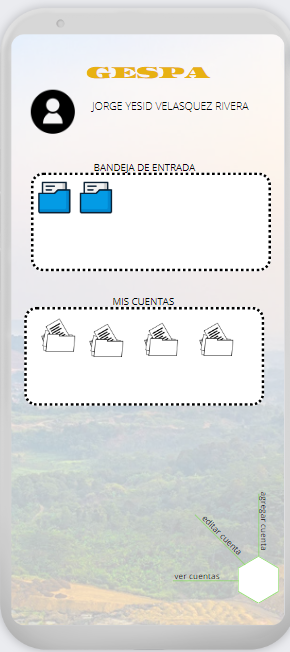 GESPA
JORGE YESID VELASQUEZ RIVERA
BANDEJA DE ENTRADA
MIS CUENTAS
agregar cuenta
editar cuenta
ver cuentas